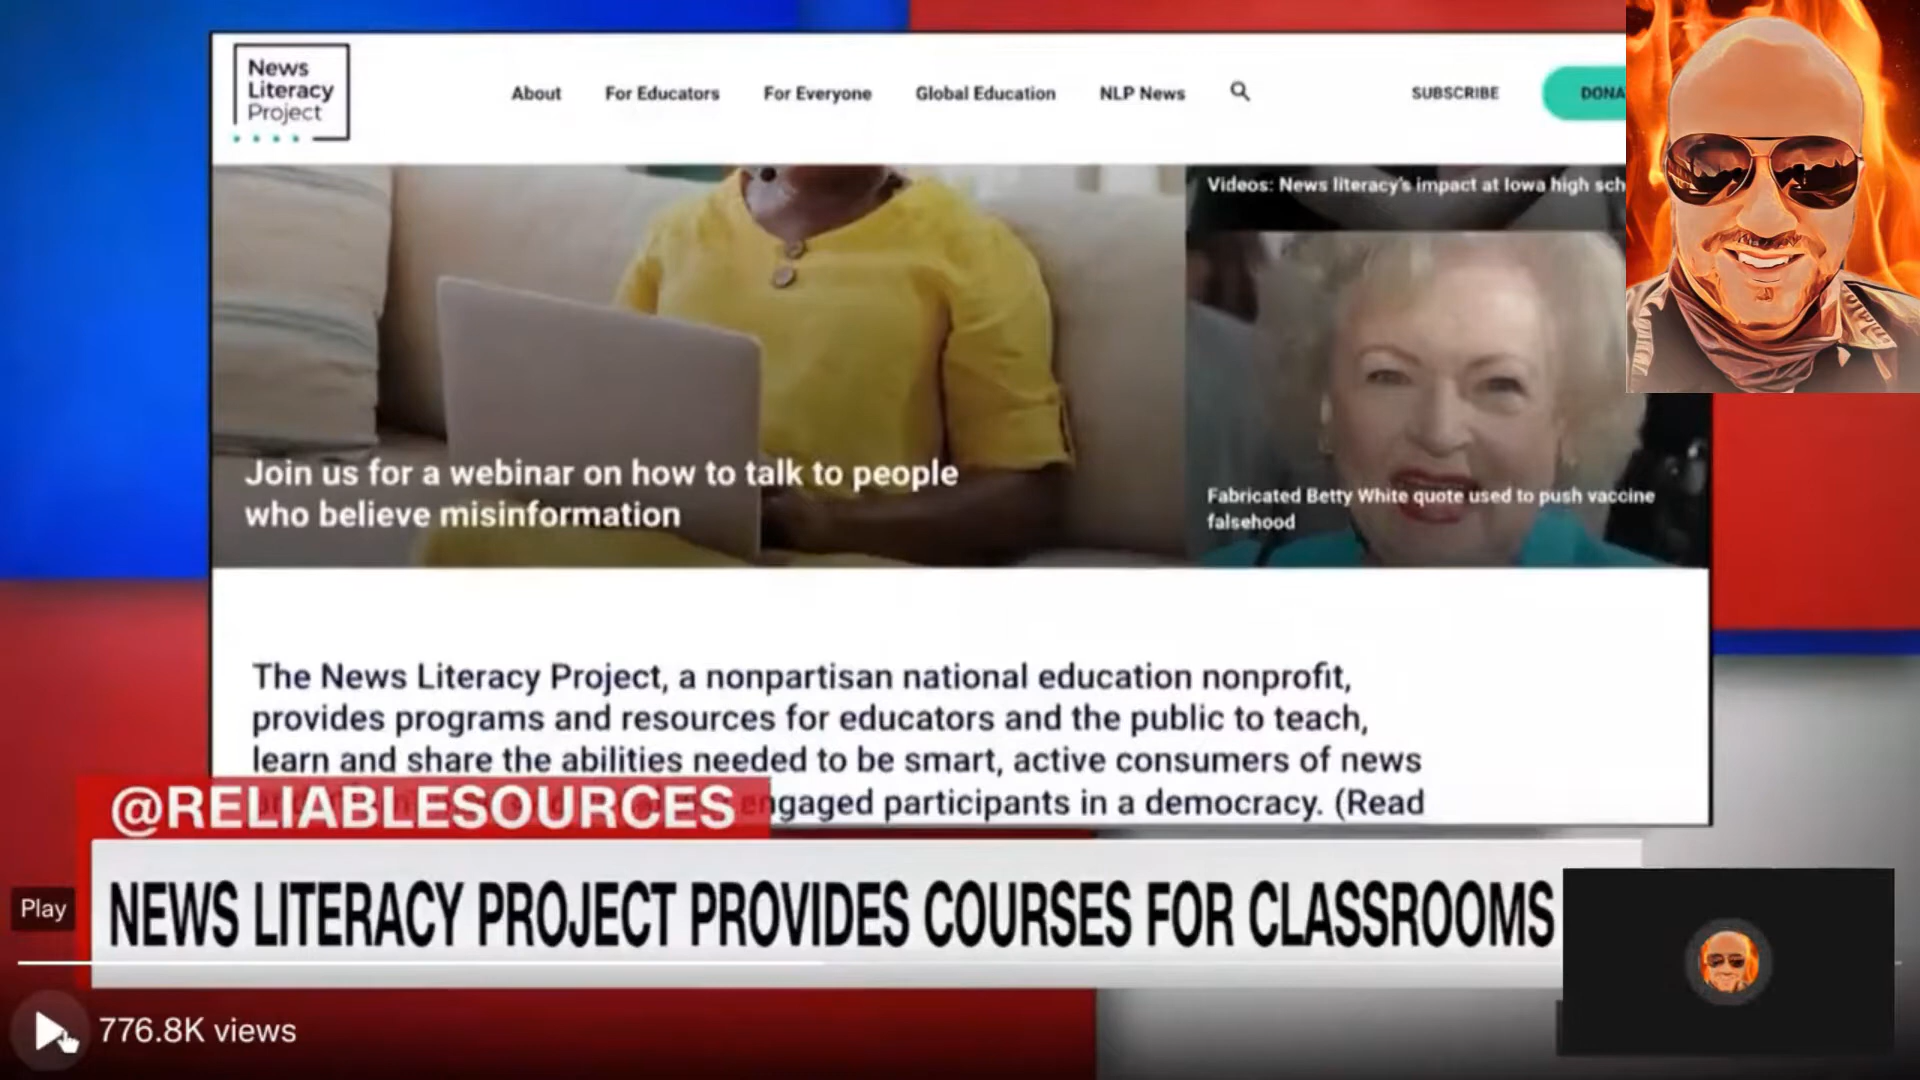 News
Literacy
Project
About
For Educators
For Everyone
Global Education
NLP News
SUBSCRIBE
DONA
Videos: News literacy's impact at Iowa high sch
Join us for a webinar on how to talk to people
who believe misinformation
Fabricated Betty White quote used to push vaccine
falsehood
The News Literacy Project, a nonpartisan national education nonprofit,
provides programs and resources for educators and the public to teach,
learn and share the abilities needed to be smart, active consumers of news
ngaged participants in a democracy. (Read
@RELIABLESOURCES
NEWS LITERACY PROJECT PROVIDES COURSES FOR CLASSROOMS
Play
776.8K views